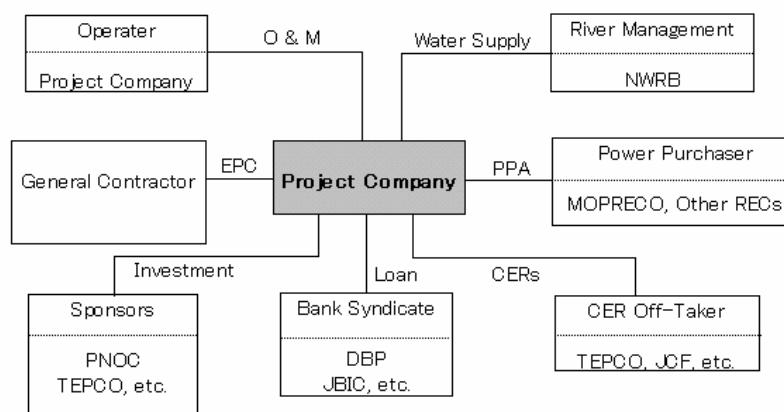 Operater
Project Company
O & M
Water Supply
River Management
NWRB
General Contractor
EPC
Project Company
PPA
Power Purchaser
MOPRECO, Other RECs
Investment
Loan
CERs
Sponsors
PNOC
TEPCO, etc.
Bank Syndicate
DBP
JBIC, etc.
CER Off-Taker
TEPCO, JCF, etc.